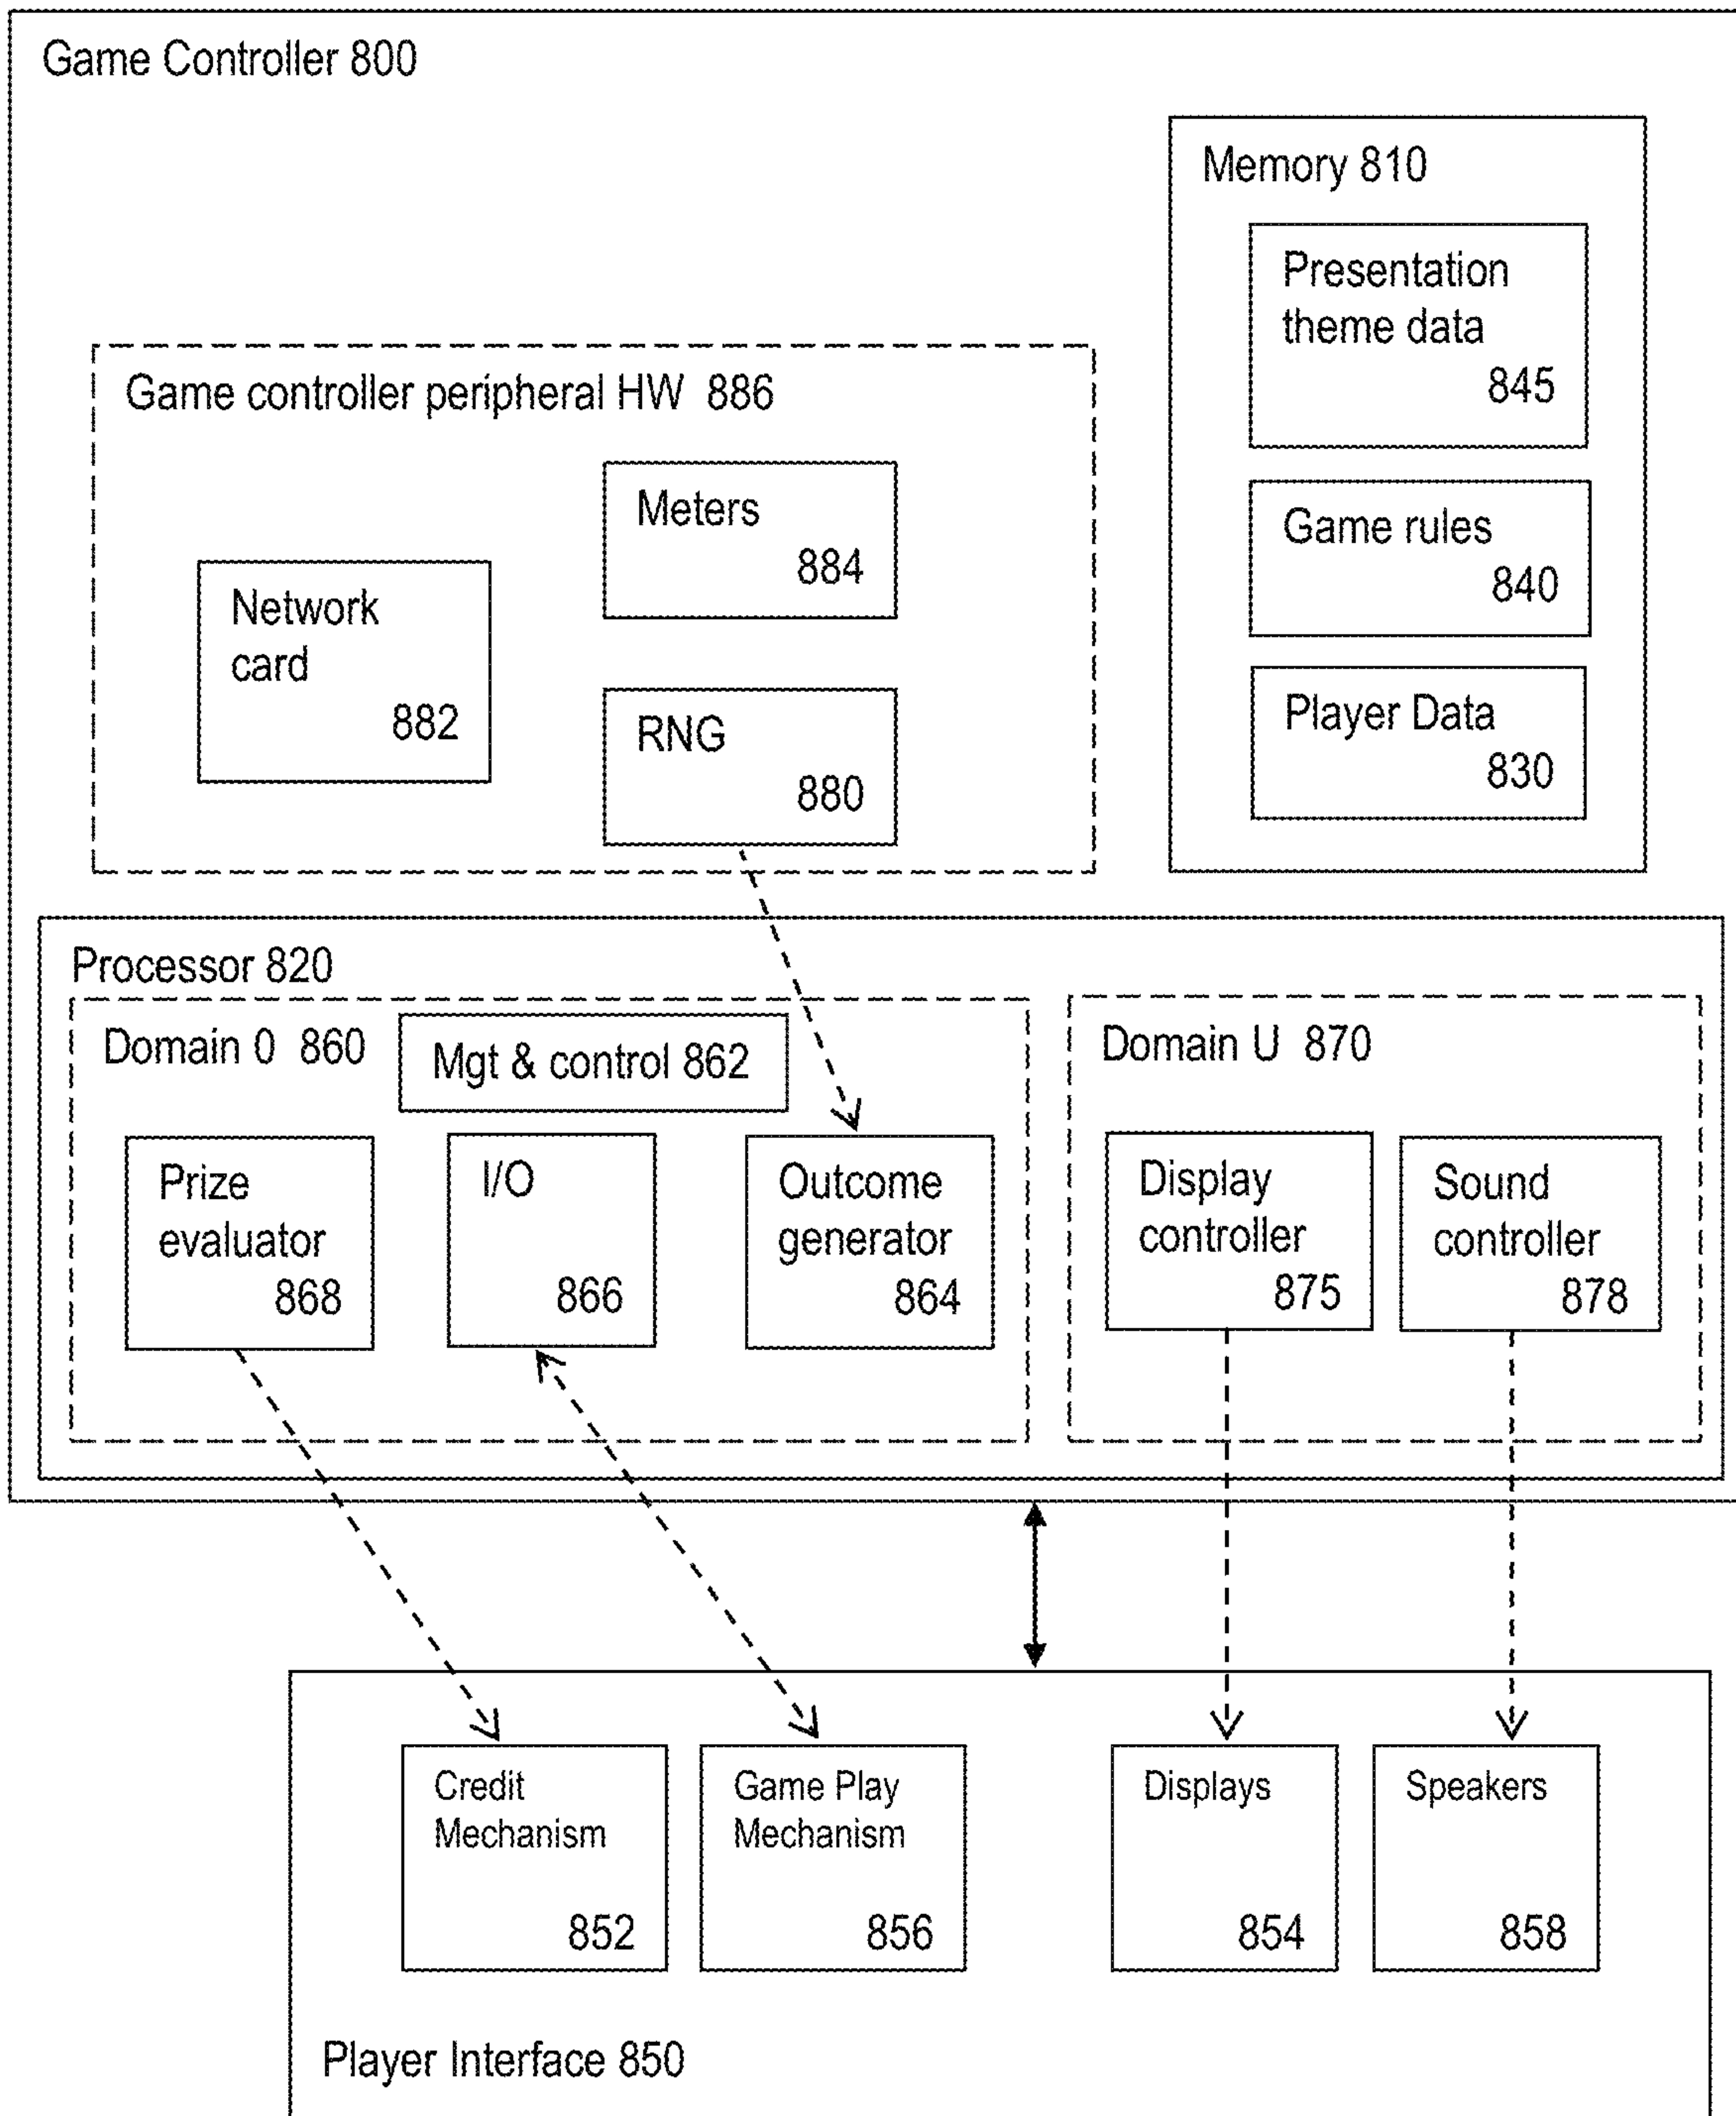 Game Controller 800
Memory 810
Presentation
theme data
845
Game rules
840
Player Data
830
Game controller peripheral HW 886
Meters
884
Network
card
882
RNG
880
Processor 820
Domain 0 860
Mgt & control 862
Prize
evaluator
868
I/O
866
Outcome
generator
864
Domain U 870
Display
controller
875
Sound
controller
878
Credit
Mechanism
852
Game Play
Mechanism
856
Displays
854
Speakers
858
Player Interface 850